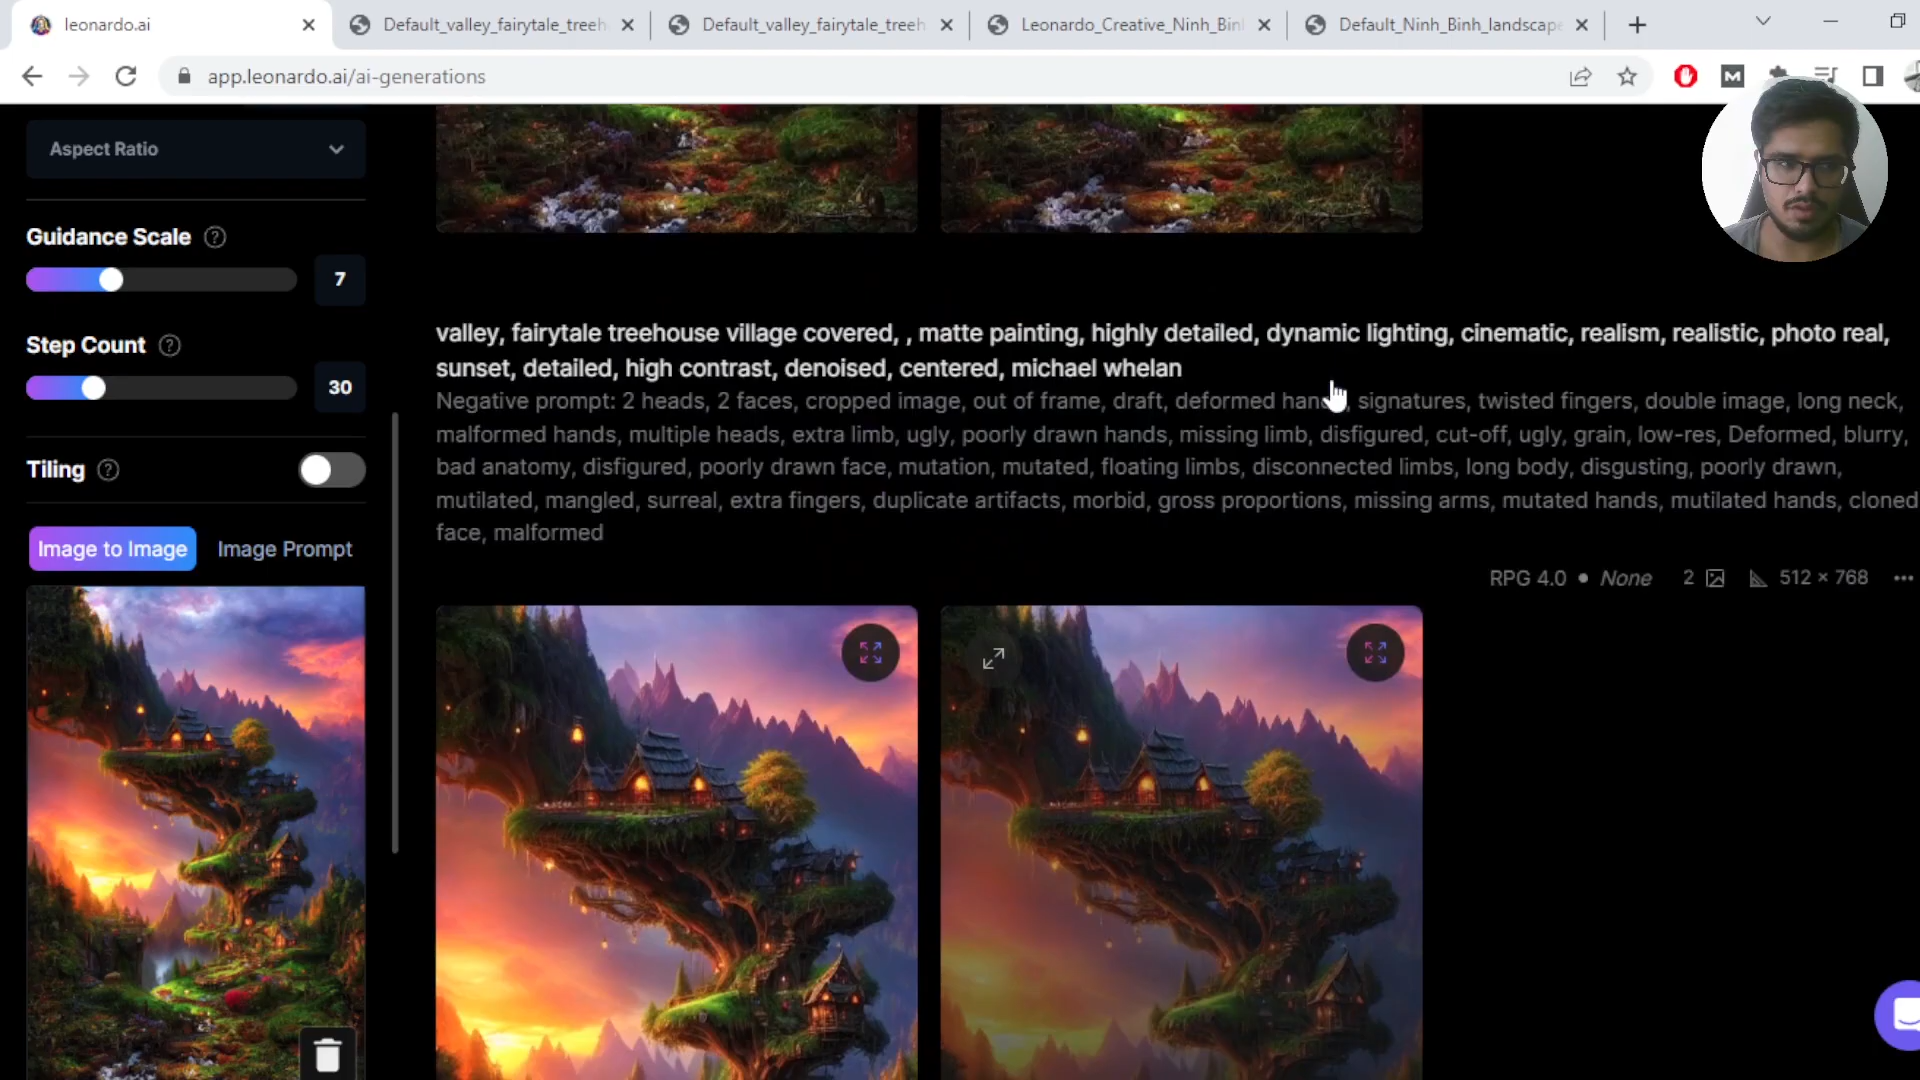 leonardo.ai
Default_valley_fairytale_treeh
Default_valley_fairytale_treeh
Leonardo_Creative_Ninh_Bin
Default_Ninh_Binh_landscape
app.leonardo.ai/ai-generations
Aspect Ratio
Guidance Scale
7
Step Count
30
Tiling
Image to Image
Image Prompt
valley, fairytale treehouse village covered, , matte painting, highly detailed, dynamic lighting, cinematic, realism, realistic, photo real,
sunset, detailed, high contrast, denoised, centered, michael whelan
Negative prompt: 2 heads, 2 faces, cropped image, out of frame, draft, deformed han signatures, twisted fingers, double image, long neck,
malformed hands, multiple heads, extra limb, ugly, poorly drawn hands, missing limb, disfigured, cut-off, ugly, grain, low-res, Deformed, blurry,
bad anatomy, disfigured, poorly drawn face, mutation, mutated, floating limbs, disconnected limbs, long body, disgusting, poorly drawn,
mutilated, mangled, surreal, extra fingers, duplicate artifacts, morbid, gross proportions, missing arms, mutated hands, mutilated hands, cloned
face, malformed
RPG 4.0 • None 2 512 × 768 •••